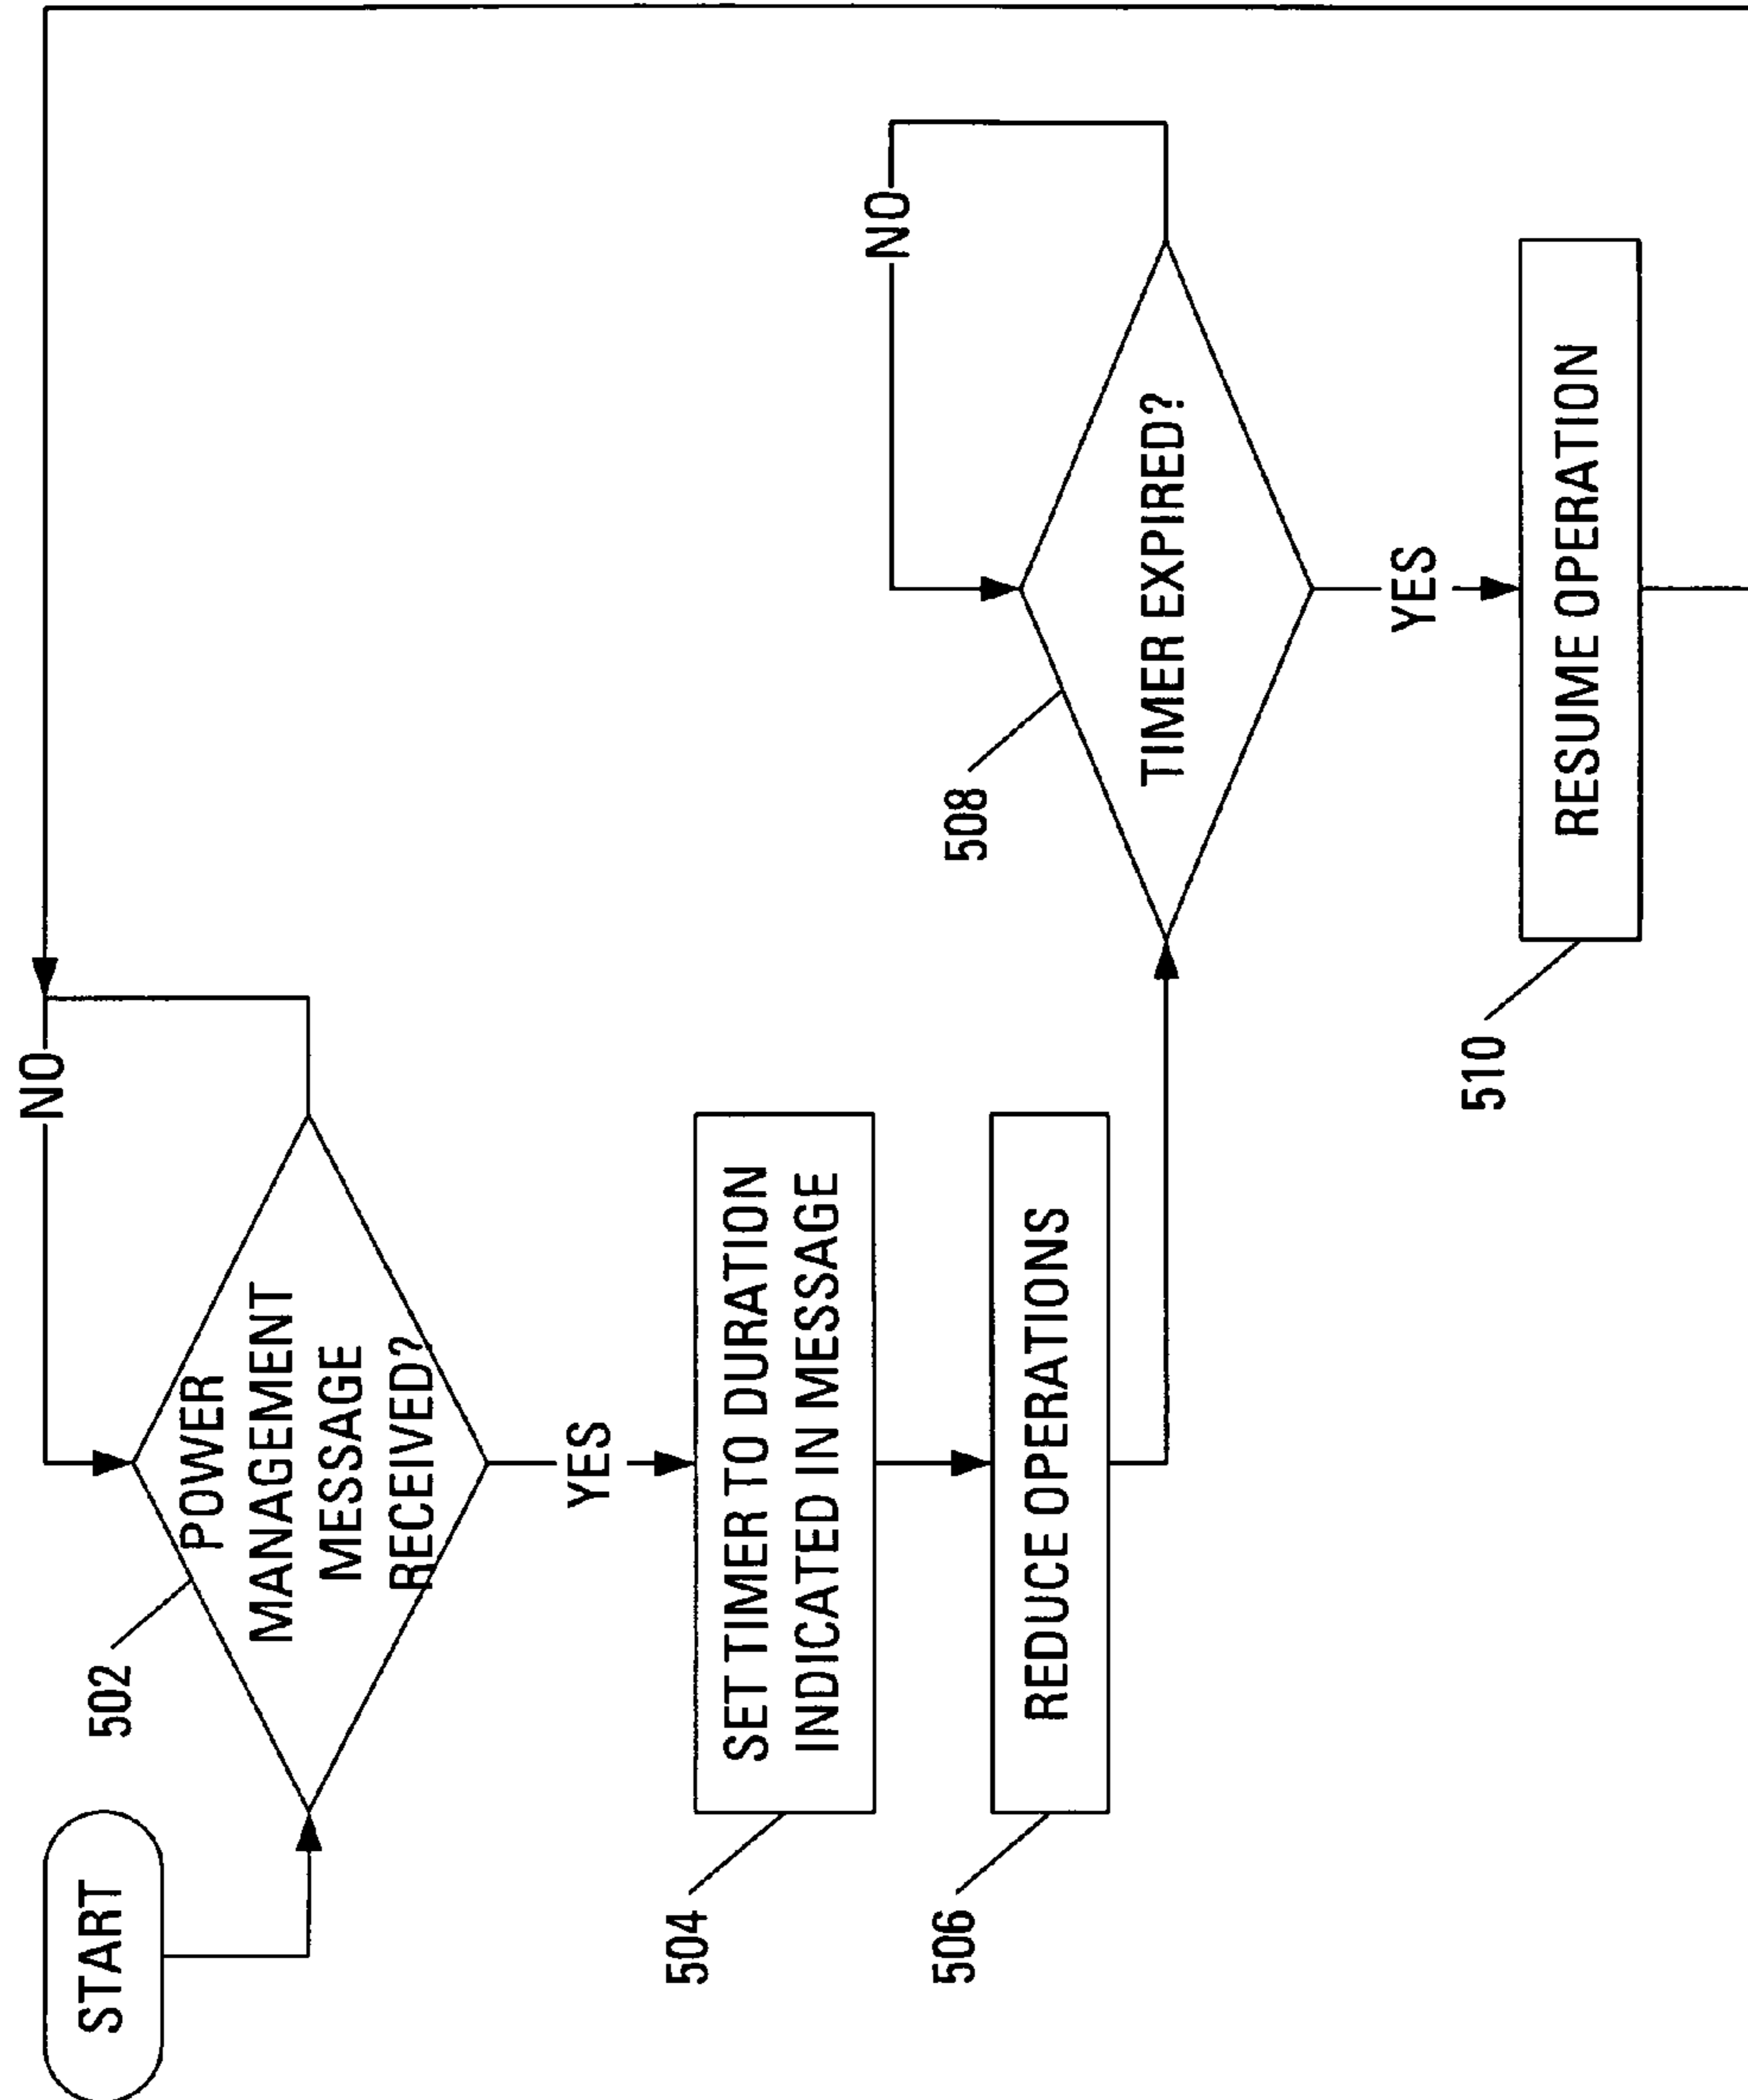 START
502
POWER
MANAGEMENT
MESSAGE
RECEIVED?
NO
YES
504
SET TIMER TO DURATION
INDICATED IN MESSAGE
506
REDUCE OPERATIONS
508
TIMER EXPIRED?
NO
YES
510
RESUME OPERATION